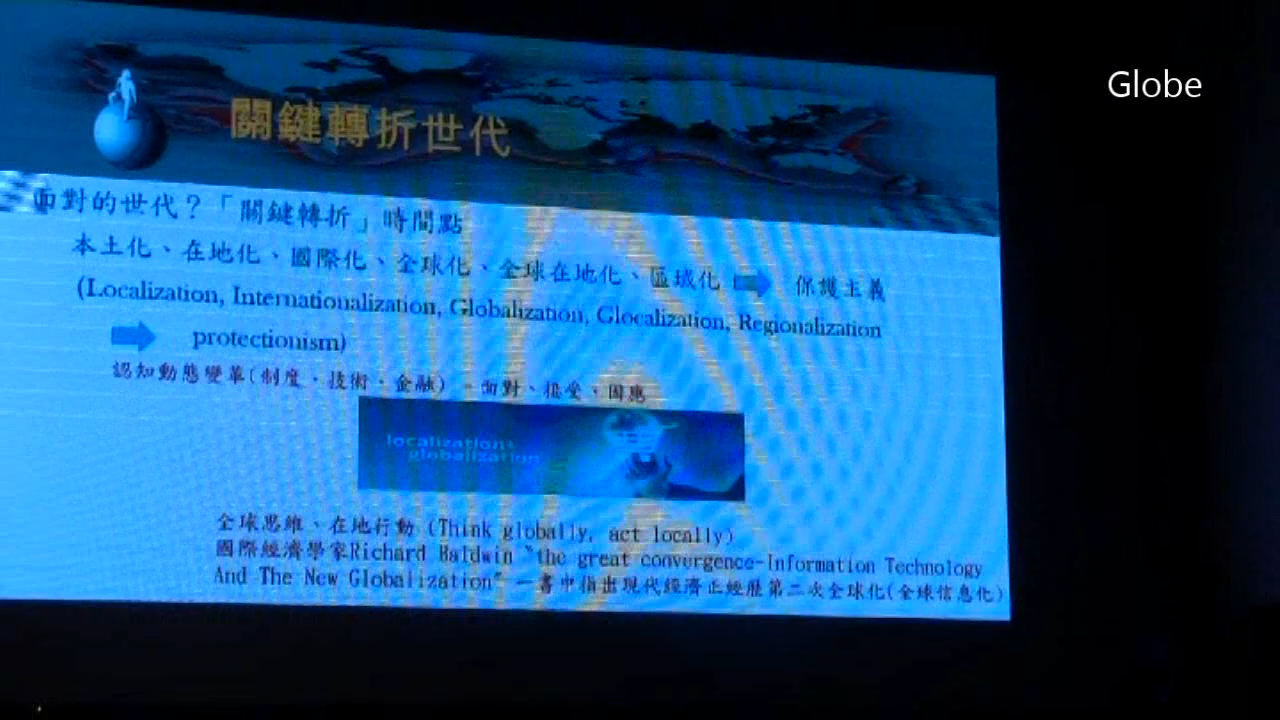 Globe
關鍵轉折世代
面對的世代？「關鍵轉折」時間點
本土化、在地化、國際化、全球化、全球在地化、區域化 保護主義
(Localization, Internationalization, Globalization, Glocalization, Regionalization
protectionism)
認知動態變革(制度、技術、金融) - 面對、接受、因應
localization+
globalization
全球思維、在地行動 (Think globally, act locally)
國際經濟學家Richard Baldwin "the great convergence-Information Technology
And The New Globalization" 一書中指出現代經濟正經歷第二次全球化(全球信息化)